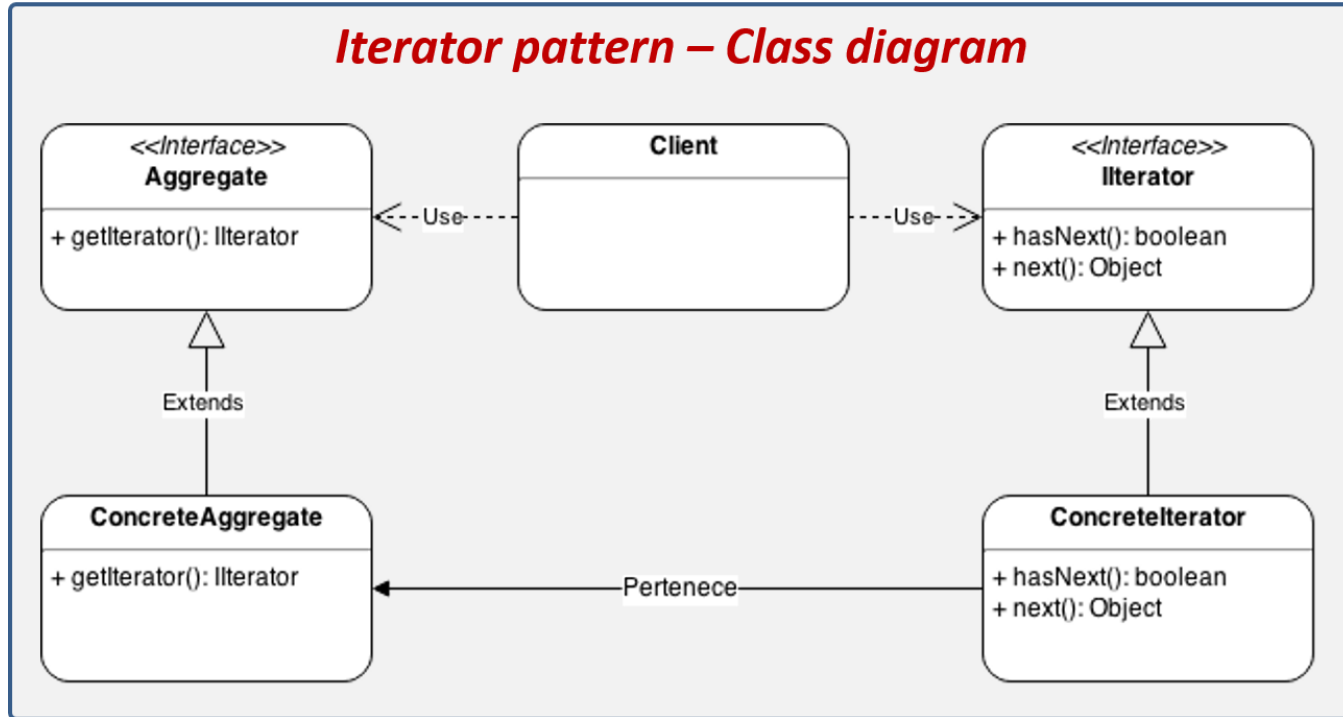 Iterator pattern – Class diagram
<<Interface>>
Aggregate
+ getIterator(): IIterator
Client
<<Interface>>
IIterator
+ hasNext(): boolean
+ next(): Object
Use
Use
Extends
Extends
ConcreteAggregate
+ getIterator(): IIterator
Pertenece
ConcreteIterator
+ hasNext(): boolean
+ next(): Object